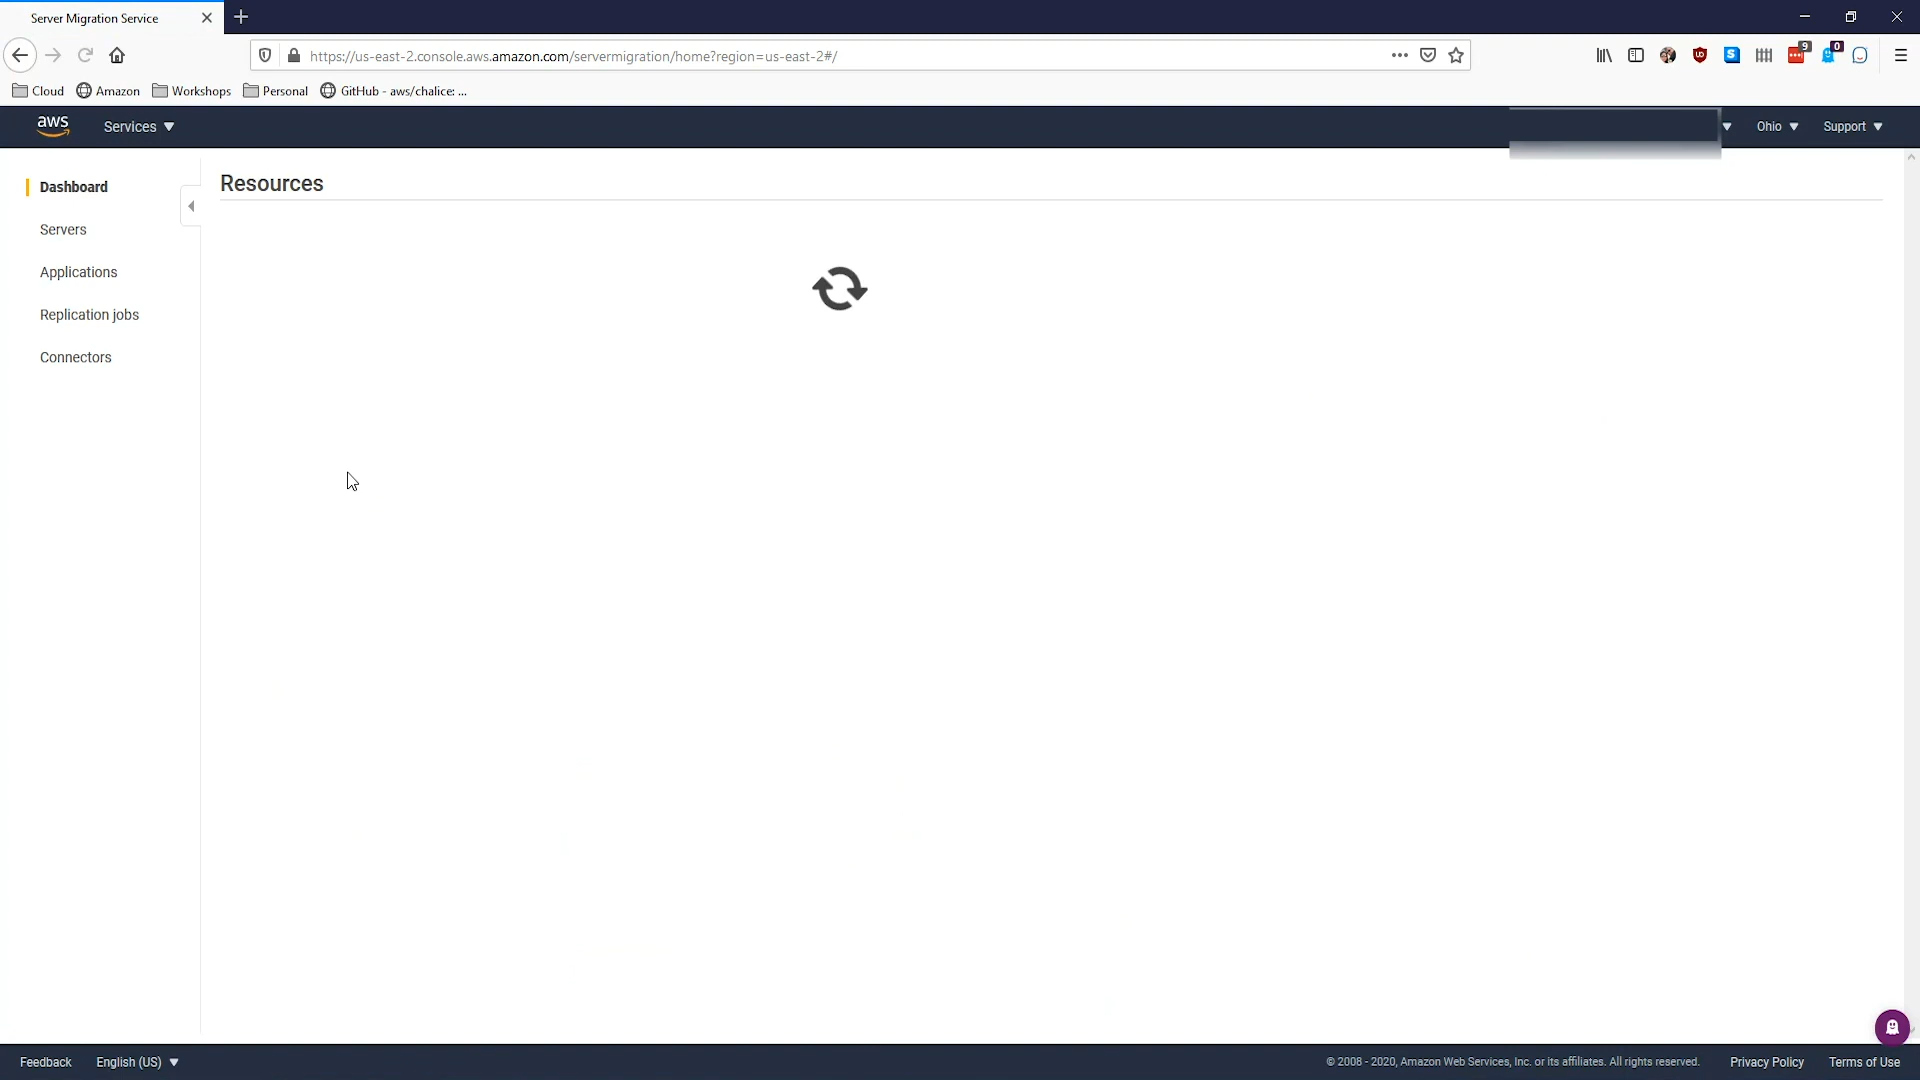 Server Migration Service
https://us-east-2.console.aws.amazon.com/servermigration/home?region=us-east-2#/
9
0
Cloud
Amazon
Workshops
Personal
GitHub - aws/chalice: ...
aws
Services
Ohio
Support
Dashboard
Servers
Applications
Replication jobs
Connectors
Resources
Feedback
English (US)
© 2008 - 2020, Amazon Web Services, Inc. or its affiliates. All rights reserved.
Privacy Policy
Terms of Use